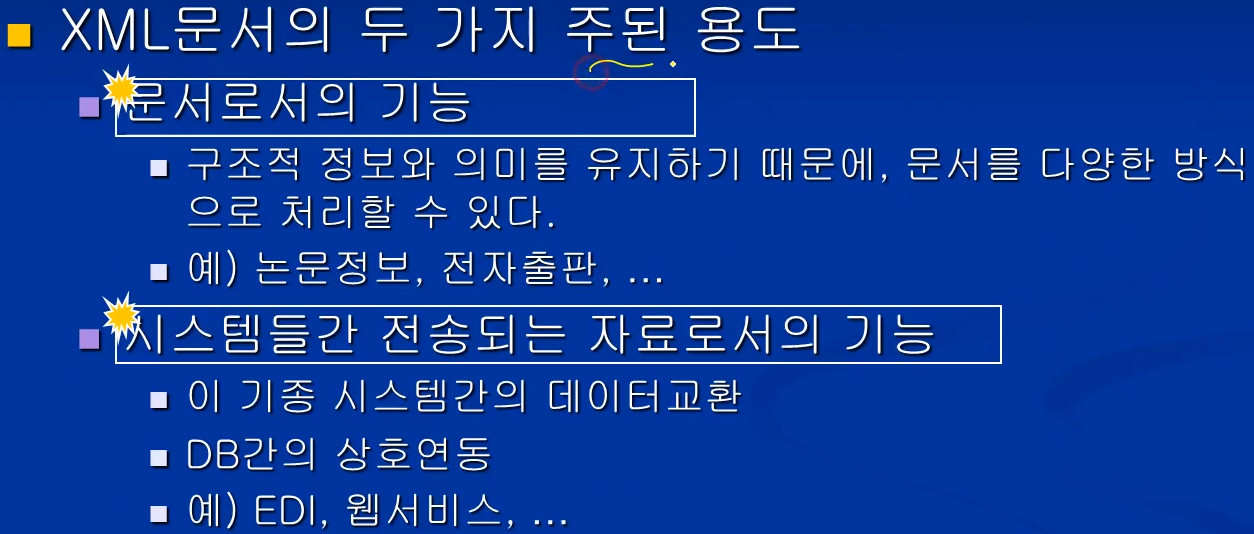 XML문서의 두 가지 주된 용도
문서로서의 기능
구조적 정보와 의미를 유지하기 때문에, 문서를 다양한 방식
으로 처리할 수 있다.
예) 논문정보, 전자출판, ...
시스템들간 전송되는 자료로서의 기능
이 기종 시스템간의 데이터교환
DB간의 상호연동
예) EDI, 웹서비스, ...